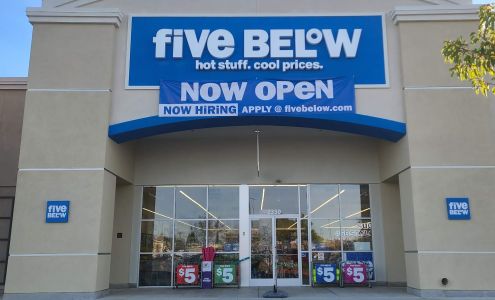 five BELOW
hot stuff. cool prices.
NOW OPEN
NOW HIRING APPLY @ fivebelow.com
five
BELOW
five
BELOW
2330
$5
$5
$5
$5